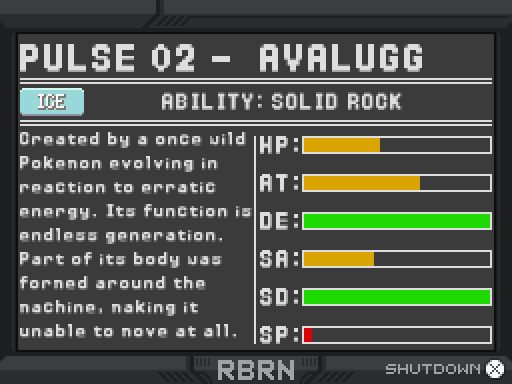 PULSE 02 - AVALUGG
ICE
ABILITY: SOLID ROCK
Created by a once wild
Pokemon evolving in
reaction to erratic
energy. Its function is
endless generation.
Part of its body was
formed around the
machine, making it
unable to move at all.
HP:
AT:
DE:
SA:
SD:
SP:
RBRN
SHUTDOWN